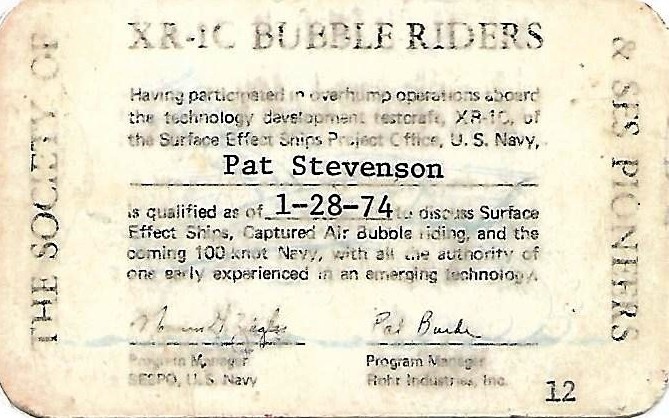 THE SOCIETY OF
XR-1C BUBBLE RIDERS
& SES PIONEERS
Having participated in overhump operations aboard
the technology development testcraft, XR-1C, of
the Surface Effect Ships Project Office, U.S. Navy,
Pat Stevenson
is qualified as of 1-28-74 to discuss Surface
Effect Ships, Captured Air Bubble riding, and the
coming 100-knot Navy, with all the authority of
one early experienced in an emerging technology.
Pat Burke
Program Manager Program Manager
SESPO, U.S. Navy Rohr Industries, Inc.
12